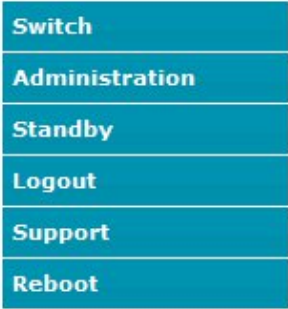 Switch
Administration
Standby
Logout
Support
Reboot